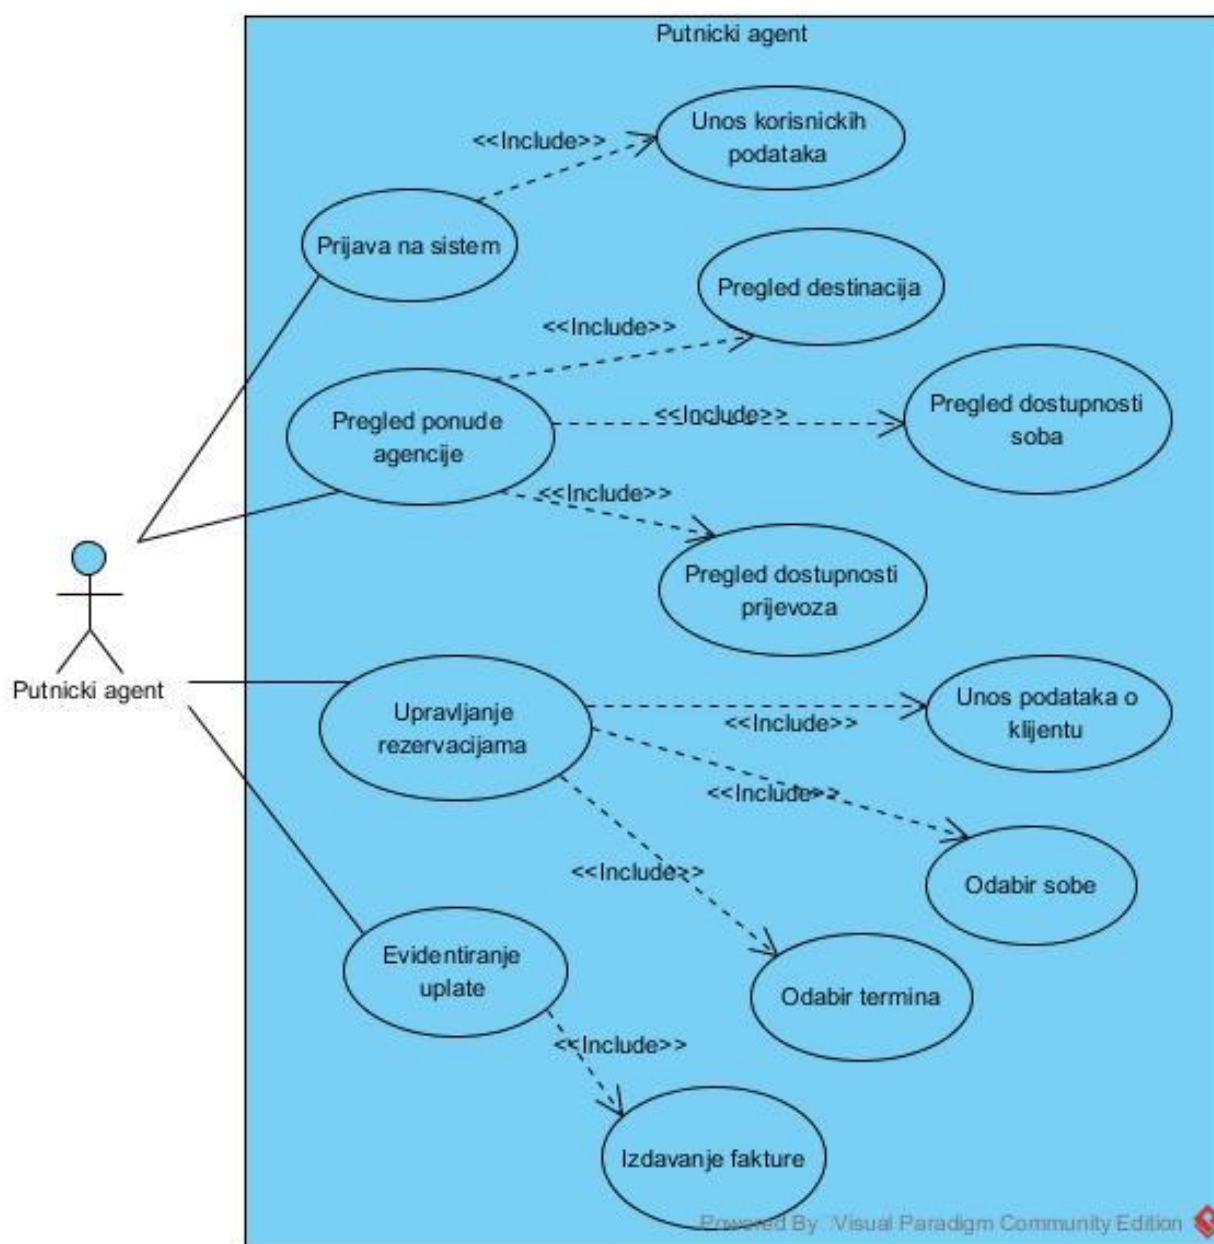 Putnicki agent
Unos korisnickih
podataka
<<Include>>
Prijava na sistem
Pregled destinacija
<<Include>>
Pregled ponude
agencije
<<Include>>
Pregled dostupnosti
soba
<<Include>>
Pregled dostupnosti
prijevoza
Putnicki agent
Upravljanje
rezervacijama
<<Include>>
Unos podataka o
klijentu
<<Include>>
Odabir sobe
<<Include>>
Odabir termina
Evidentiranje
uplate
<<Include>>
Izdavanje fakture
Powered By Visual Paradigm Community Edition